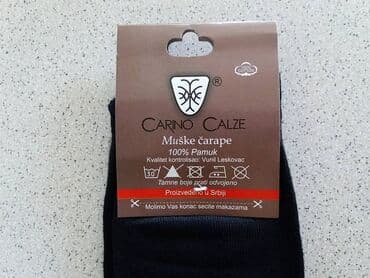 ®
CARINO CALZE
Muške čarape
100% Pamuk
Kvalitet kontrolisao: Vunil Leskovac
Tamne boje prati odvojeno
Proizvedeno u Srbiji
Molimo Vas konac secite makazama